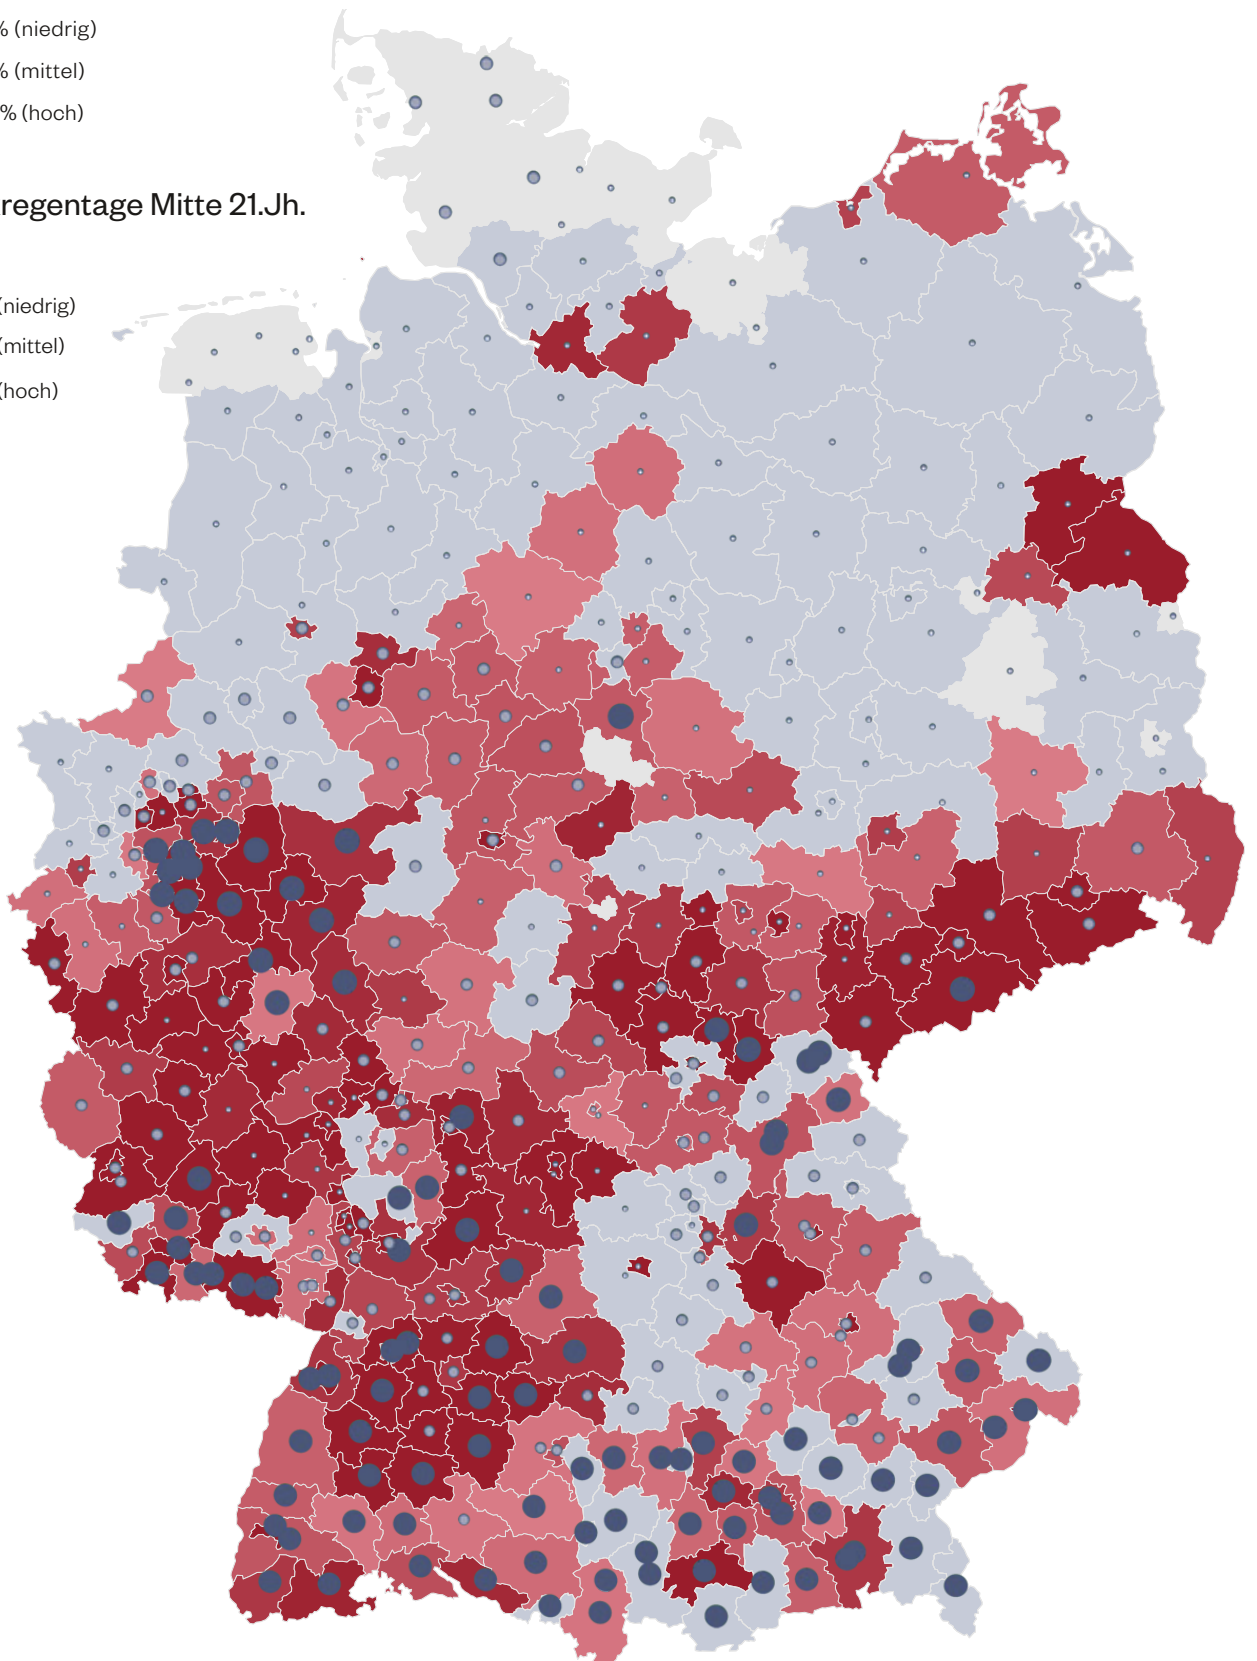 % (niedrig)
% (mittel)
% (hoch)
regentage Mitte 21.Jh.
(niedrig)
(mittel)
(hoch)